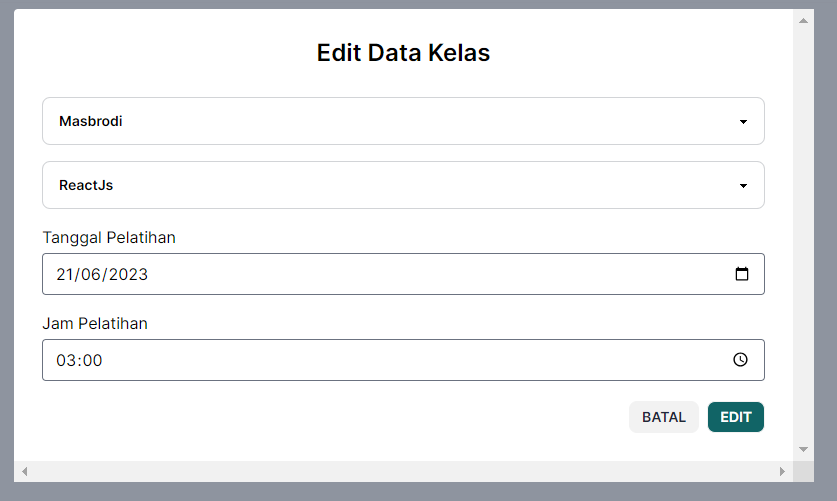 Edit Data Kelas
Masbrodi
ReactJs
Tanggal Pelatihan
21/06/2023
Jam Pelatihan
03:00
BATAL EDIT